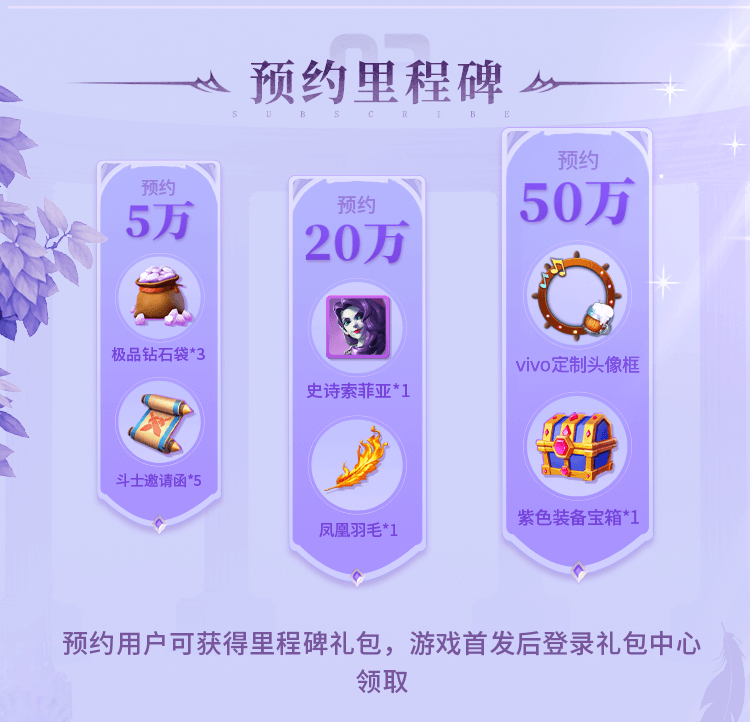 预约里程碑
SUBSCRIBE
预约
5万
极品钻石袋*3
斗士邀请函*5
预约
20万
史诗索菲亚*1
凤凰羽毛*1
预约
50万
vivo定制头像框
紫色装备宝箱*1
预约用户可获得里程碑礼包，游戏首发后登录礼包中心
领取